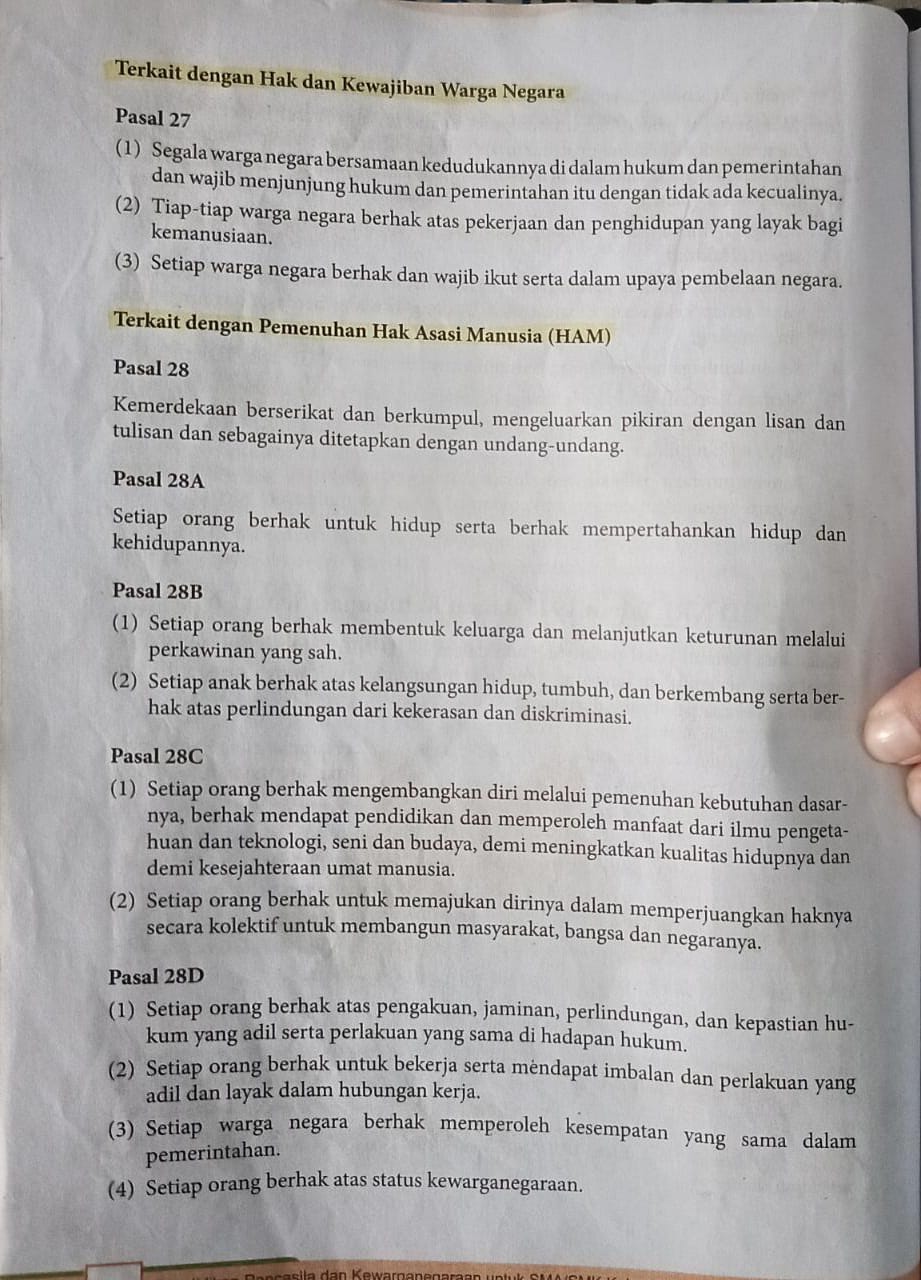 Terkait dengan Hak dan Kewajiban Warga Negara
Pasal 27
(1) Segala warga negara bersamaan kedudukannya di dalam hukum dan pemerintahan
dan wajib menjunjung hukum dan pemerintahan itu dengan tidak ada kecualinya.
(2) Tiap-tiap warga negara berhak atas pekerjaan dan penghidupan yang layak bagi
kemanusiaan.
(3) Setiap warga negara berhak dan wajib ikut serta dalam upaya pembelaan negara.
Terkait dengan Pemenuhan Hak Asasi Manusia (HAM)
Pasal 28
Kemerdekaan berserikat dan berkumpul, mengeluarkan pikiran dengan lisan dan
tulisan dan sebagainya ditetapkan dengan undang-undang.
Pasal 28A
Setiap orang berhak untuk hidup serta berhak mempertahankan hidup dan
kehidupannya.
Pasal 28B
(1) Setiap orang berhak membentuk keluarga dan melanjutkan keturunan melalui
perkawinan yang sah.
(2) Setiap anak berhak atas kelangsungan hidup, tumbuh, dan berkembang serta ber-
hak atas perlindungan dari kekerasan dan diskriminasi.
Pasal 28C
(1) Setiap orang berhak mengembangkan diri melalui pemenuhan kebutuhan dasar-
nya, berhak mendapat pendidikan dan memperoleh manfaat dari ilmu pengeta-
huan dan teknologi, seni dan budaya, demi meningkatkan kualitas hidupnya dan
demi kesejahteraan umat manusia.
(2) Setiap orang berhak untuk memajukan dirinya dalam memperjuangkan haknya
secara kolektif untuk membangun masyarakat, bangsa dan negaranya.
Pasal 28D
(1) Setiap orang berhak atas pengakuan, jaminan, perlindungan, dan kepastian hu-
kum yang adil serta perlakuan yang sama di hadapan hukum.
(2) Setiap orang berhak untuk bekerja serta mendapat imbalan dan perlakuan yang
adil dan layak dalam hubungan kerja.
(3) Setiap warga negara berhak memperoleh kesempatan yang sama dalam
pemerintahan.
(4) Setiap orang berhak atas status kewarganegaraan.
Pancasila dan Kewarganegaraan untuk